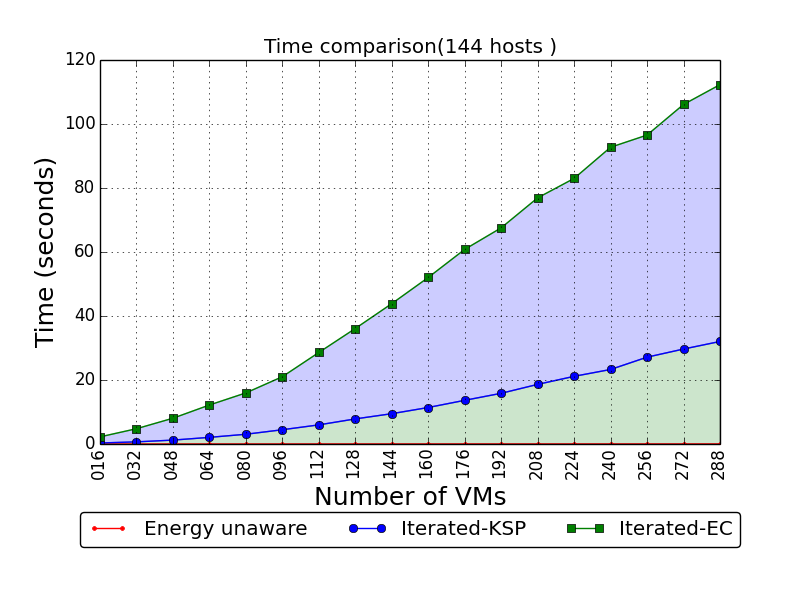 Time comparison(144 hosts )
120
100
80
60
40
20
0
Time (seconds)
016 032 048 064 080 096 112 128 144 160 176 192 208 224 240 256 272 288
Number of VMs
Energy unaware Iterated-KSP Iterated-EC